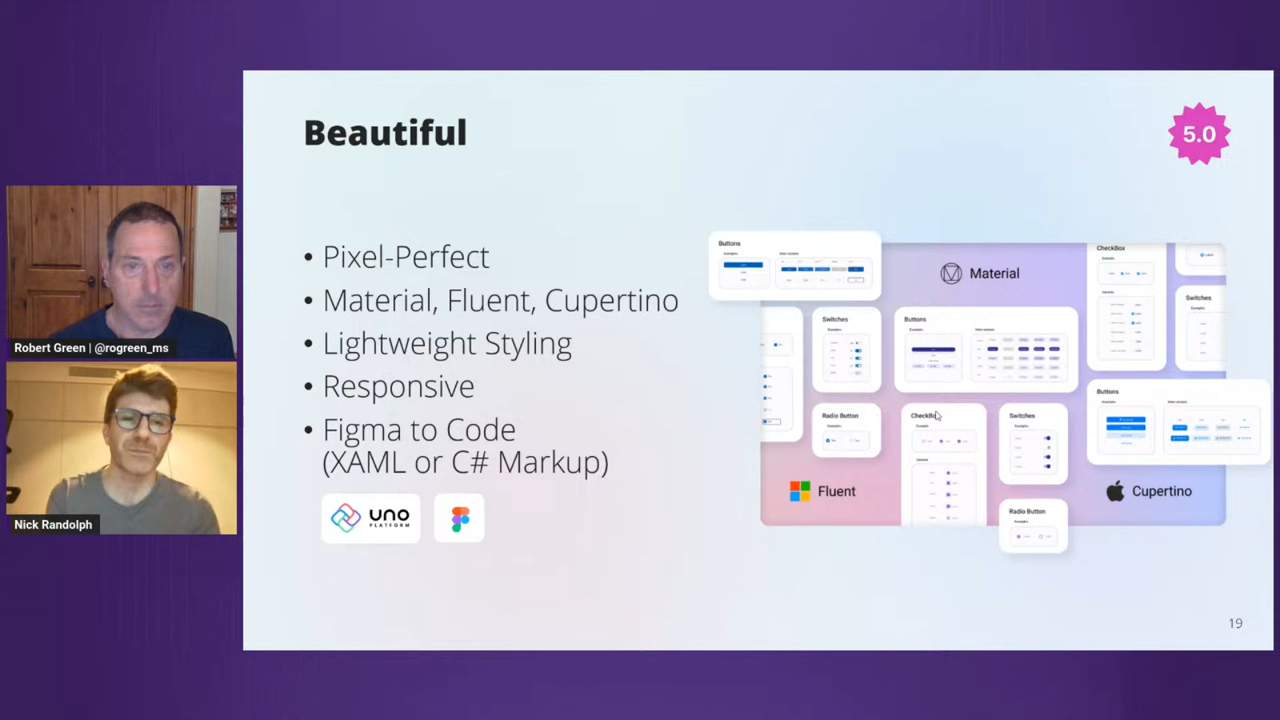 Beautiful
5.0
• Pixel-Perfect
• Material, Fluent, Cupertino
• Lightweight Styling
• Responsive
• Figma to Code
(XAML or C# Markup)
UNO
PLATFORM
Buttons
Material
CheckBox
Switches
Switches
Buttons
Radio Button
CheckBox
Switches
Buttons
Fluent
Cupertino
Radio Button
Robert Green | @rogreen_ms
Nick Randolph
19